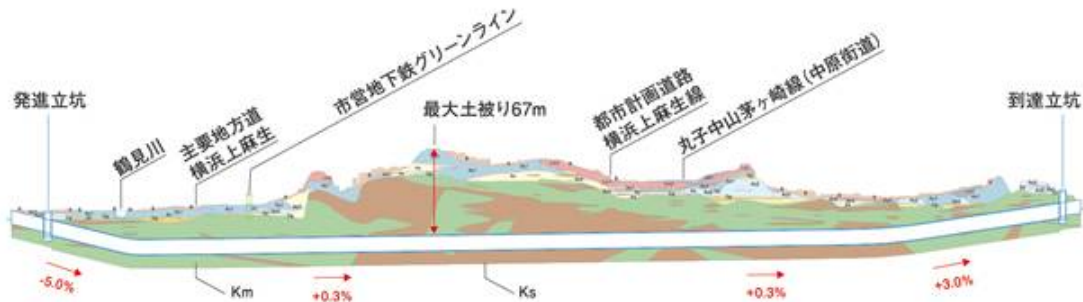 発進立坑
鶴見川
主要地方道
横浜上麻生
市営地下鉄グリーンライン
最大土被り67m
都市計画道路
横浜上麻生線
丸子中山茅ヶ崎線(中原街道)
到達立坑
-5.0%
Km
+0.3%
Ks
+0.3%
+3.0%